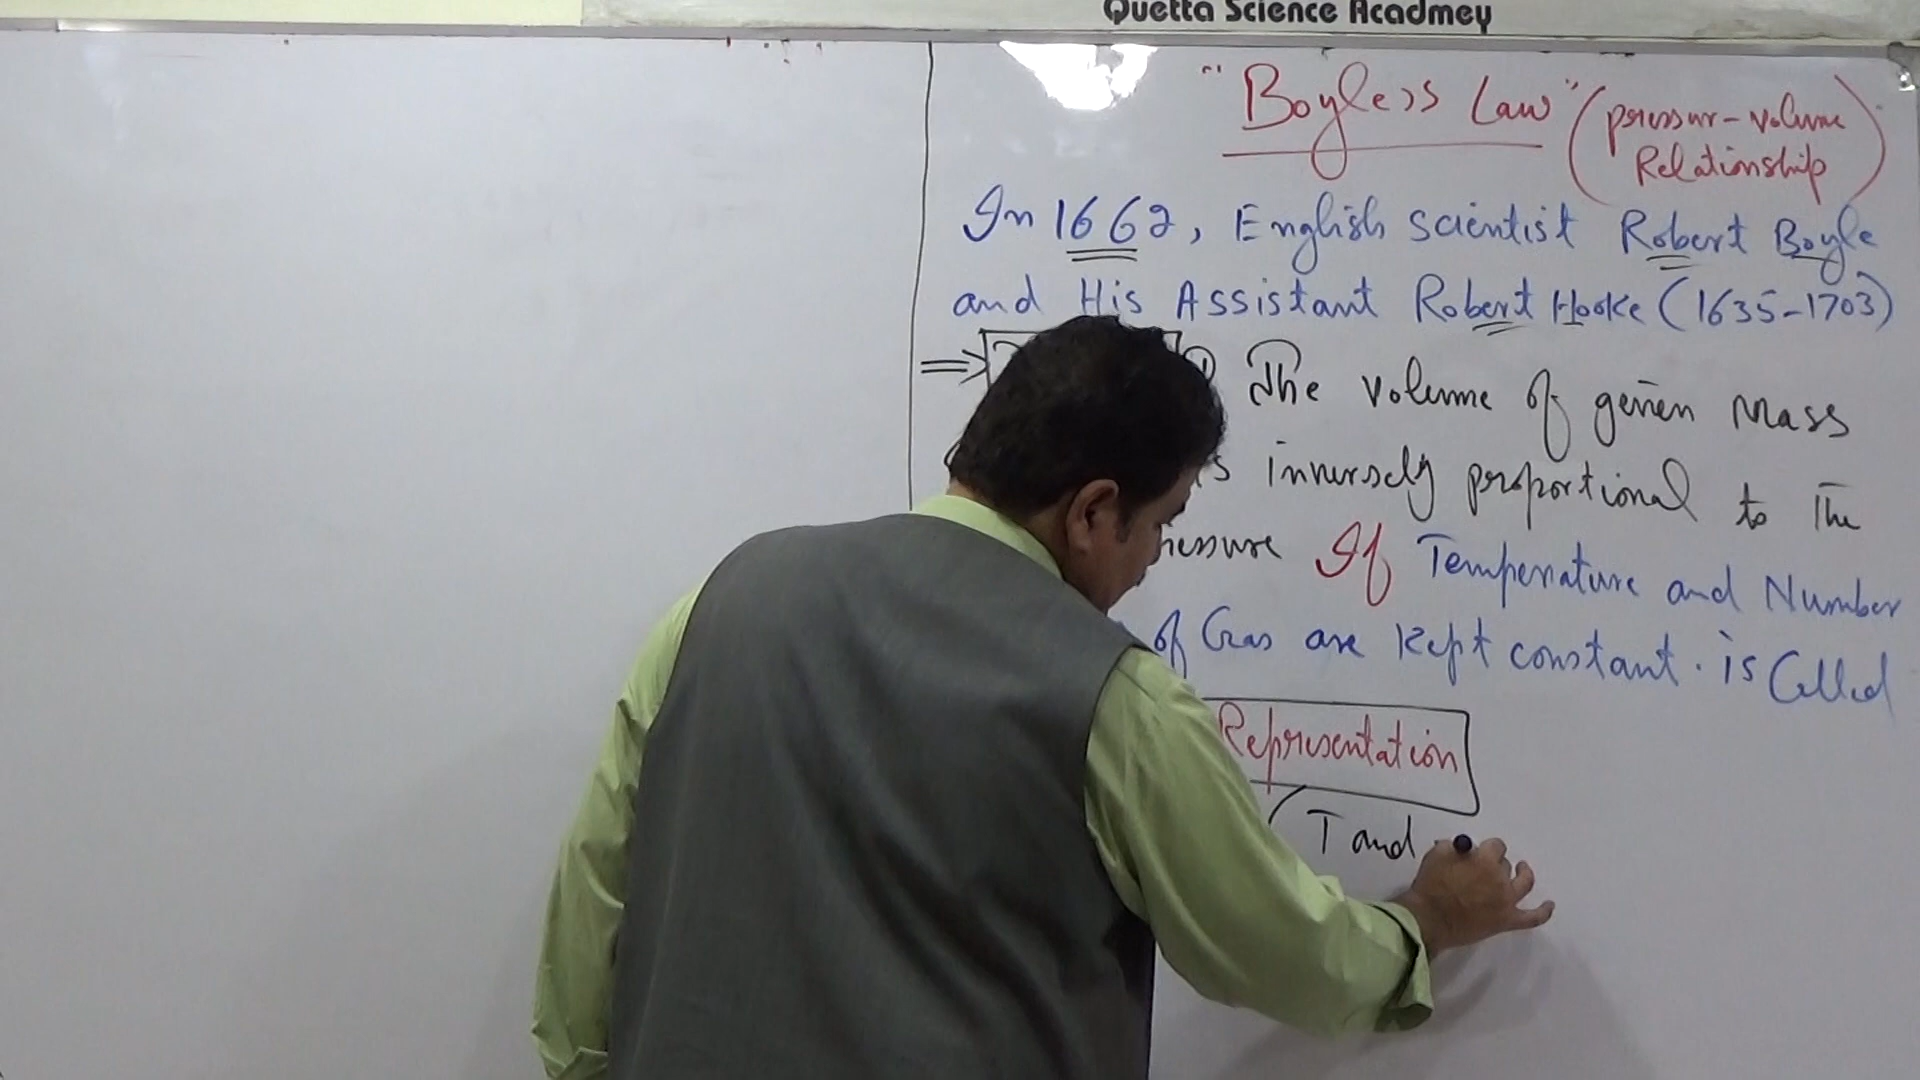 Quetta Science Acadmey
"Boyle's Law" (pressur-volume
Relationship)
In 1662, English scientist Robert Boyle
and His Assistant Robert Hooke (1635-1703)
The volume of given Mass
inversely proportional to The
If Temperature and Number
of Gas are Kept constant. is Called
Representation
(T and